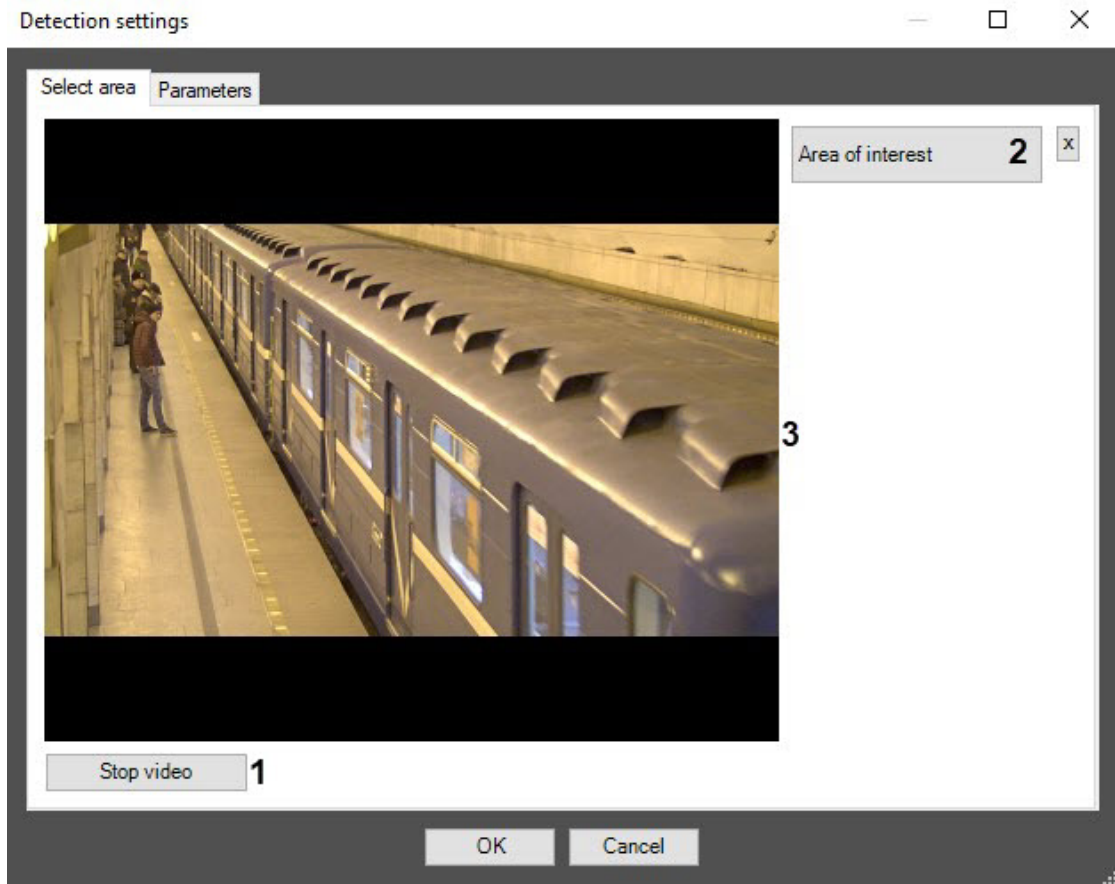 Detection settings
Select area
Parameters
Area of interest 2
x
3
Stop video 1
OK
Cancel